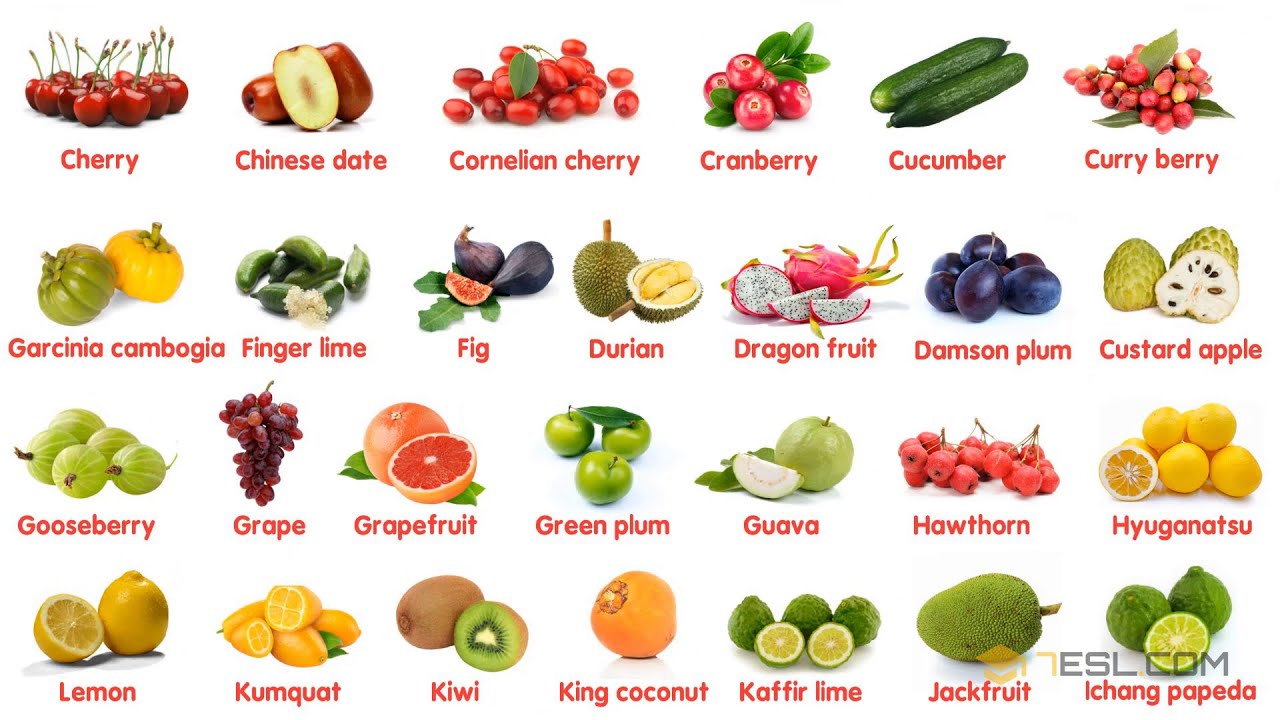 Cherry
Chinese date
Cornelian cherry
Cranberry
Cucumber
Curry berry
Garcinia cambogia
Finger lime
Fig
Durian
Dragon fruit
Damson plum
Custard apple
Gooseberry
Grape
Grapefruit
Green plum
Guava
Hawthorn
Hyuganatsu
Lemon
Kumquat
Kiwi
King coconut
Kaffir lime
Jackfruit
Ichang papeda
7ESL.COM